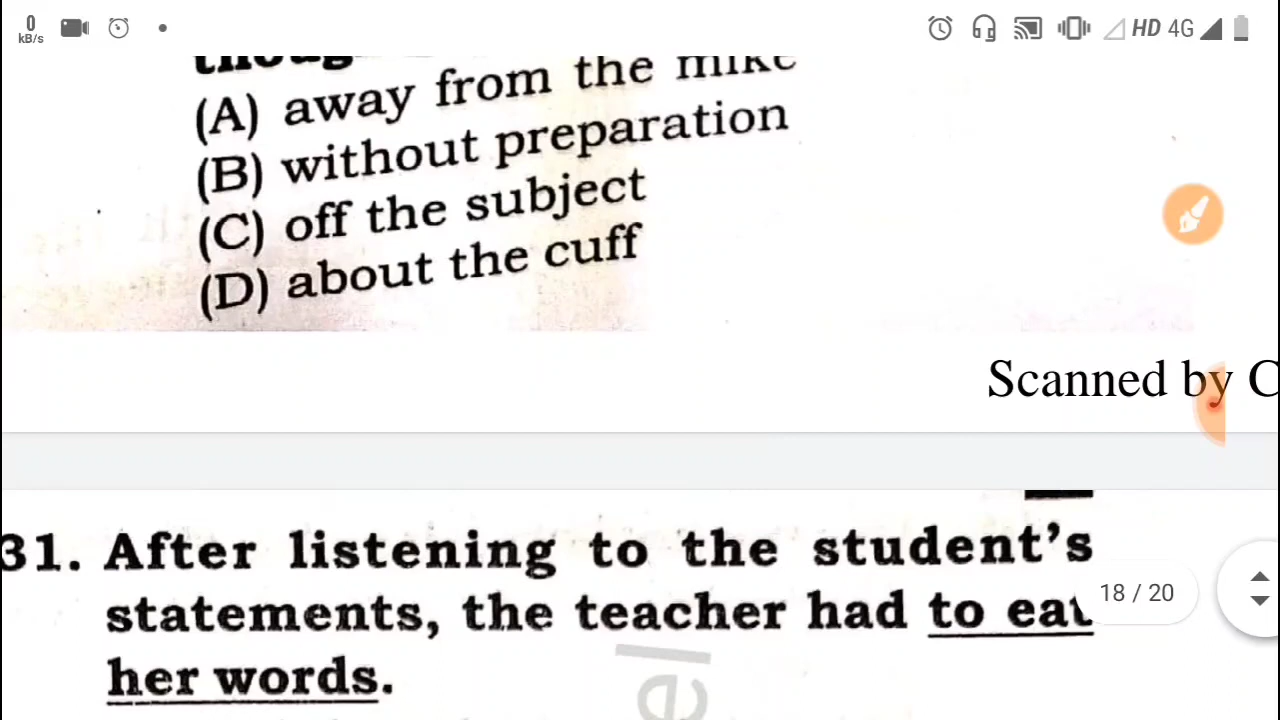 0
kB/s
HD 4G
(A) away from the mike
(B) without preparation
(C) off the subject
(D) about the cuff
Scanned by C
31. After listening to the student's
statements, the teacher had to eat
her words.
18 / 20
el